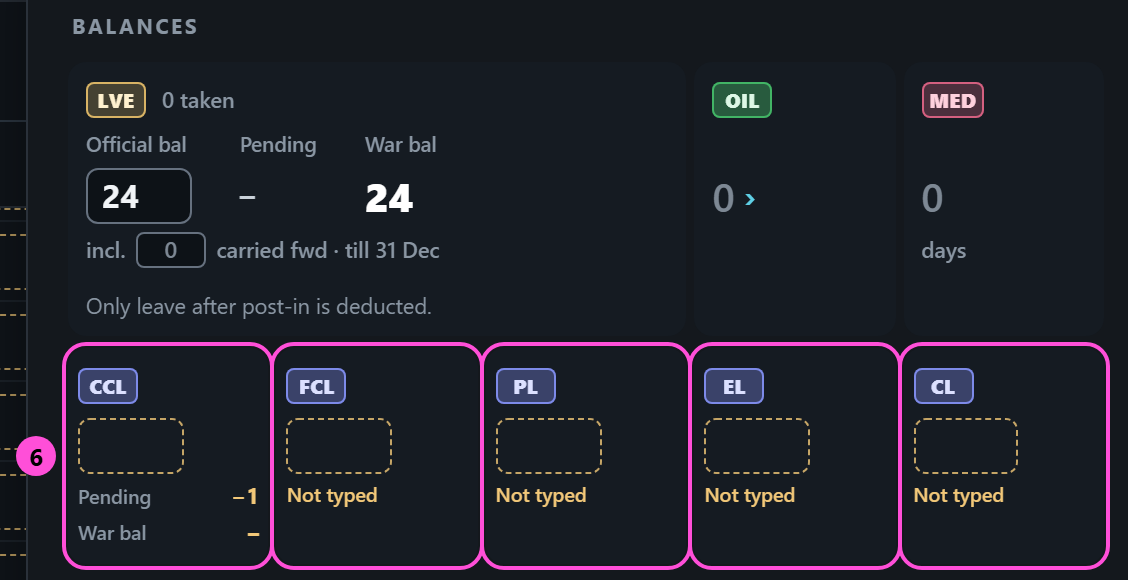 BALANCES
LVE 0 taken
OIL
MED
Official bal Pending War bal
24 – 24
0 ›
0
incl. 0 carried fwd · till 31 Dec
days
Only leave after post-in is deducted.
CCL FCL PL EL CL
6
Pending –1
Not typed Not typed Not typed Not typed
War bal –